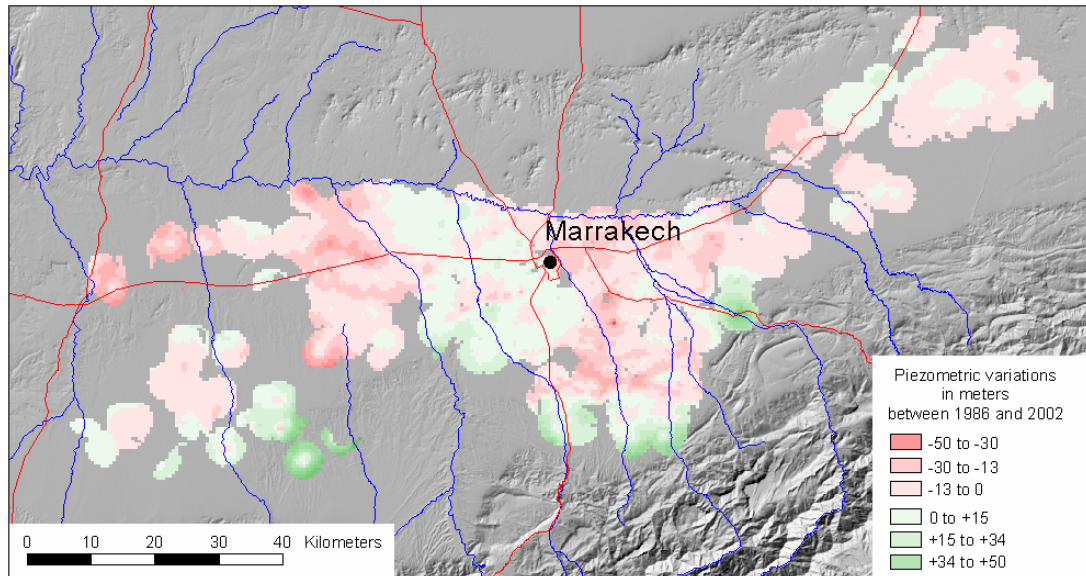 Marrakech
Piezometric variations
in meters
between 1986 and 2002
-50 to -30
-30 to -13
-13 to 0
0 to +15
+15 to +34
+34 to +50
0 10 20 30 40 Kilometers